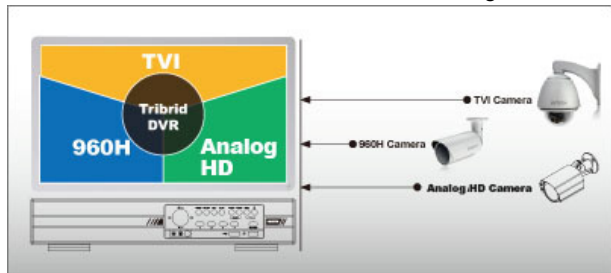 TVI
Tribrid
DVR
960H
Analog
HD
TVI Camera
960H Camera
Analog HD Camera